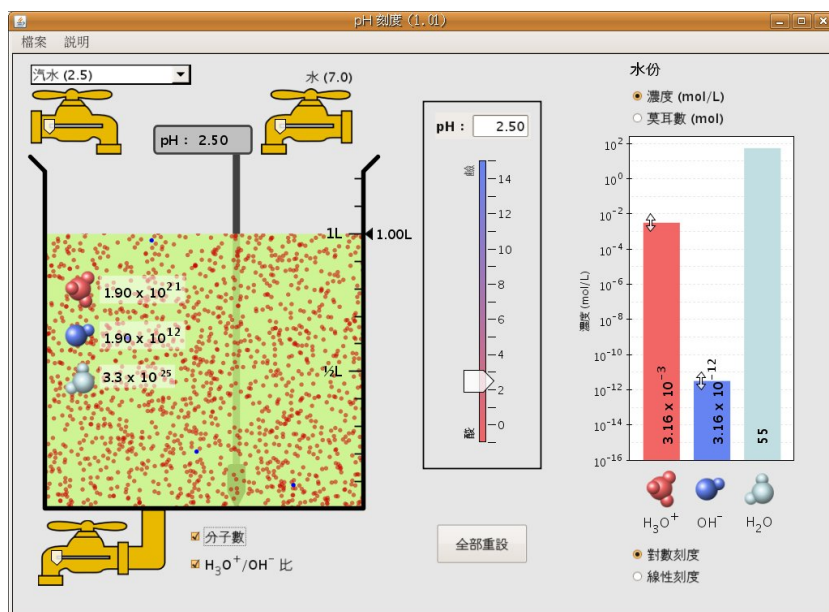 pH 刻度 (1.01)
檔案 説明
汽水 (2.5)
水 (7.0)
pH : 2.50
1L
1.00L
½L
1.90 x 10²¹
1.90 x 10¹²
3.3 x 10²⁵
分子數
H₃O⁺/OH⁻ 比
pH : 2.50
鹼
14
12
10
8
6
4
2
0
酸
全部重設
水份
濃度 (mol/L)
莫耳數 (mol)
濃度 (mol/L)
10²
10⁰
10⁻²
10⁻⁴
10⁻⁶
10⁻⁸
10⁻¹⁰
10⁻¹²
10⁻¹⁴
10⁻¹⁶
3.16 x 10⁻³
3.16 x 10⁻¹²
55
H₃O⁺ OH⁻ H₂O
對數刻度
線性刻度